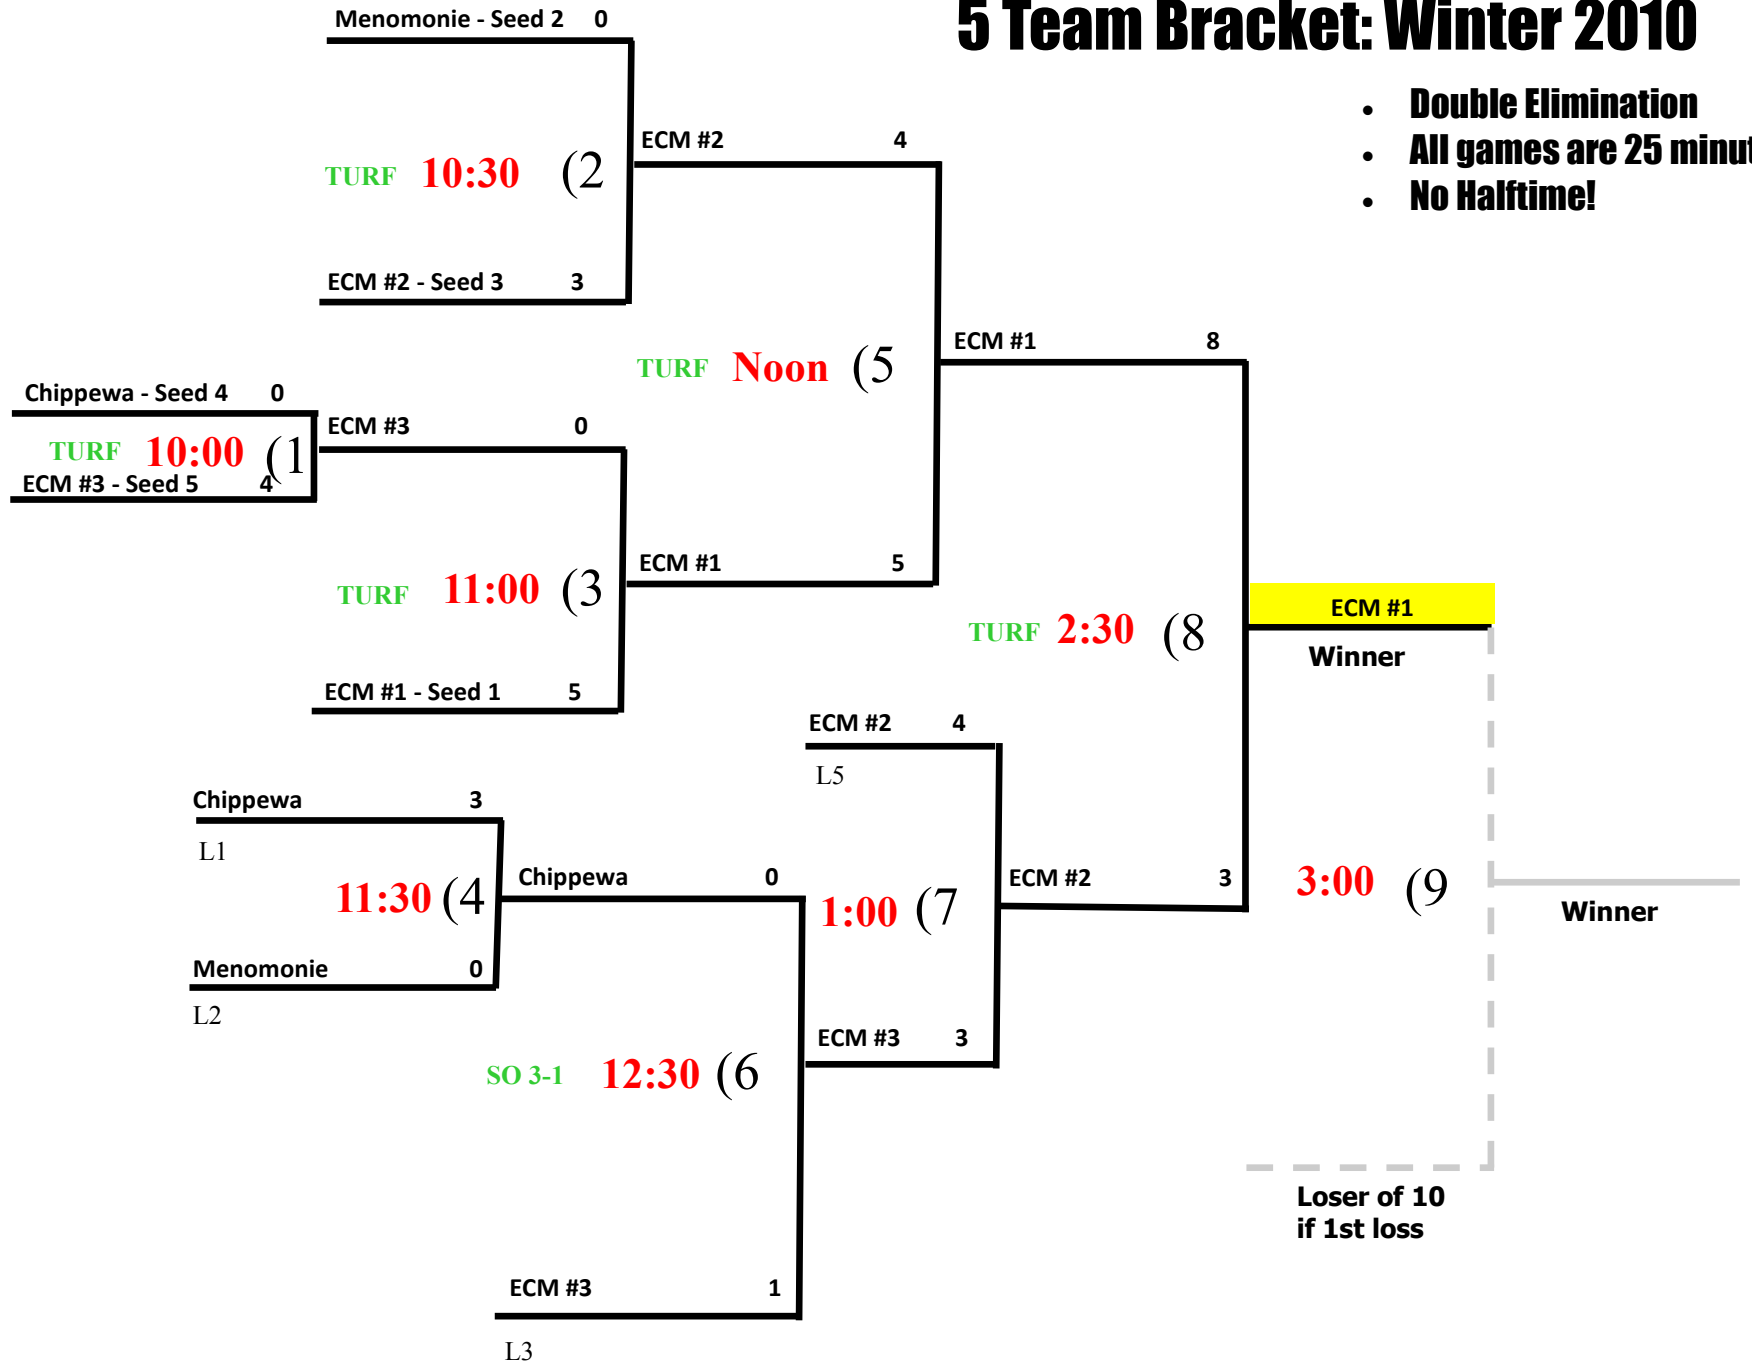 5 Team Bracket: Winter 2010
• Double Elimination
• All games are 25 minut
• No Halftime!
Menomonie - Seed 2 0
TURF 10:30 (2
ECM #2 - Seed 3 3
ECM #2 4
TURF Noon (5
ECM #1 8
Chippewa - Seed 4 0
TURF 10:00 (1
ECM #3 - Seed 5 4
ECM #3 0
TURF 11:00 (3
ECM #1 5
ECM #1 - Seed 1 5
TURF 2:30 (8
ECM #1
Winner
ECM #2 4
L5
Chippewa 3
L1
11:30 (4
Menomonie 0
L2
Chippewa 0
1:00 (7
ECM #2 3
3:00 (9
Winner
ECM #3 3
SO 3-1 12:30 (6
Loser of 10
if 1st loss
ECM #3 1
L3